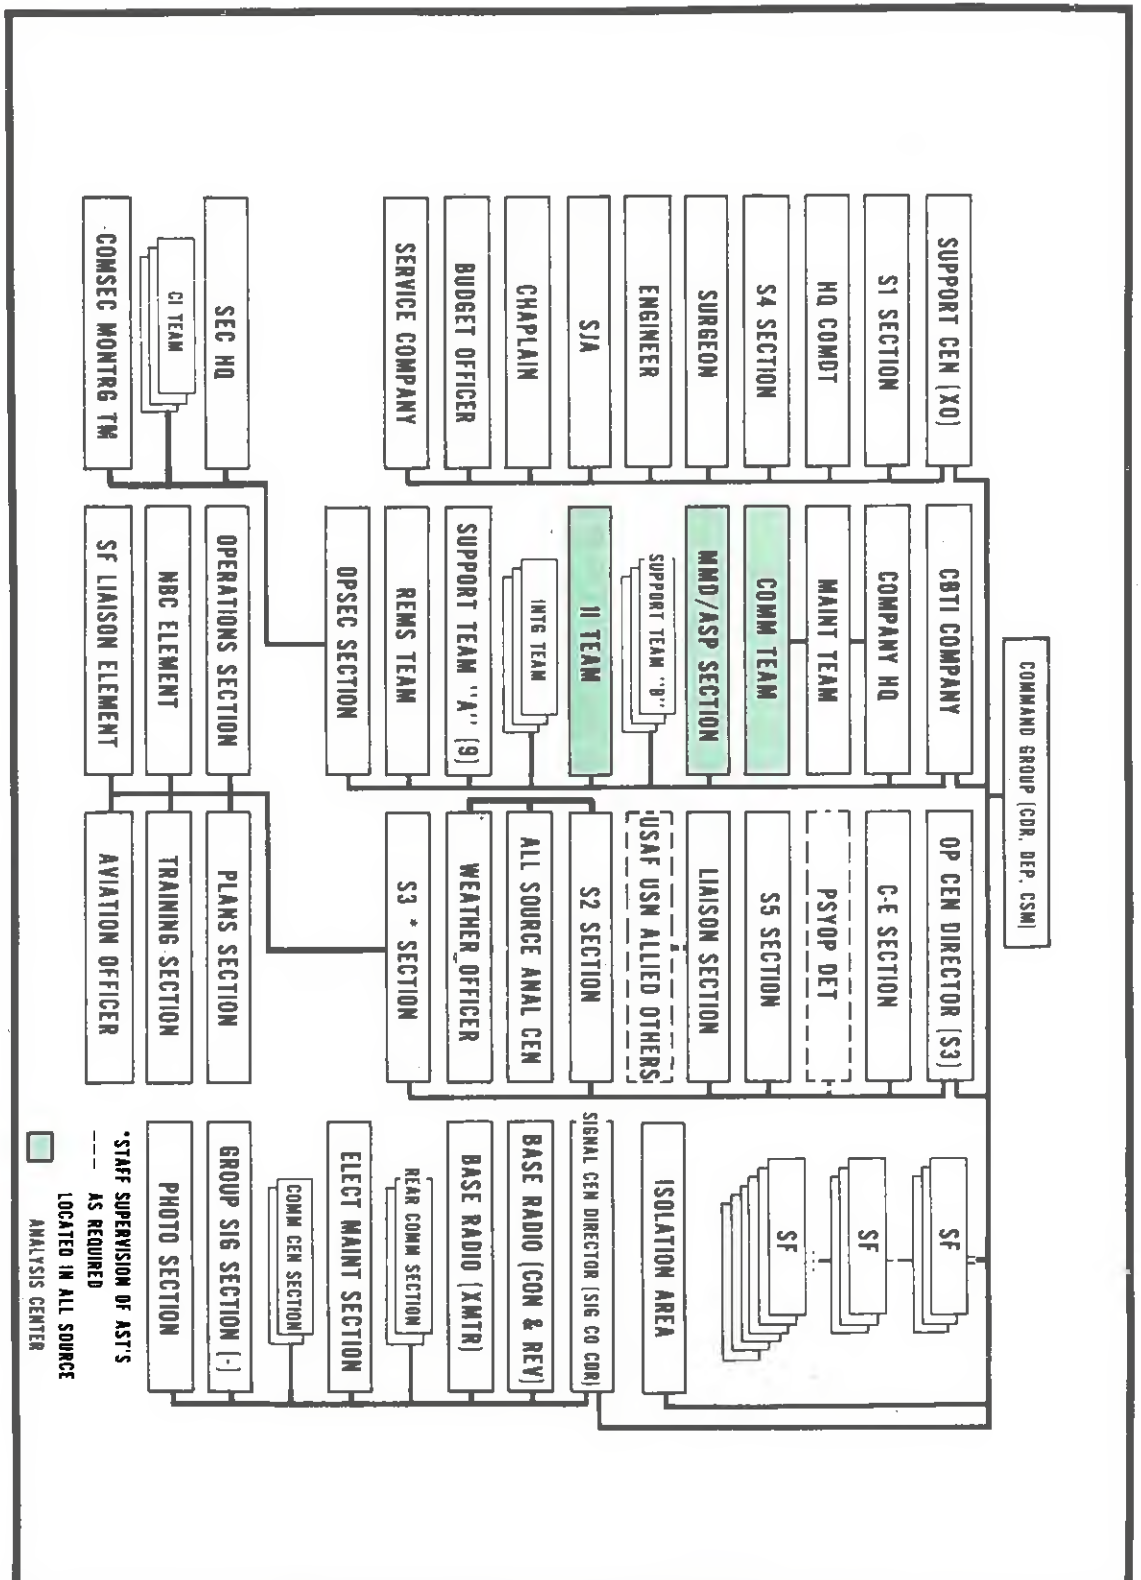 COMMAND GROUP (CDR, DEP, CSM)
SUPPORT CEN (XO)
S1 SECTION
HQ COMDT
S4 SECTION
SURGEON
ENGINEER
SJA
CHAPLAIN
BUDGET OFFICER
SERVICE COMPANY
SEC HQ
CI TEAM
COMSEC MONTRG TM
CBTI COMPANY
COMPANY HQ
MANT TEAM
COMM TEAM
MMD/ASP SECTION
SUPPORT TEAM "B"
II TEAM
INTG TEAM
SUPPORT TEAM "A" (9)
REMS TEAM
OPSEC SECTION
OPERATIONS SECTION
NBC ELEMENT
SF LIAISON ELEMENT
OP CEN DIRECTOR (S3)
C-E SECTION
PSYOP DET
S5 SECTION
LIAISON SECTION
USAF USN ALLIED OTHERS
S2 SECTION
ALL SOURCE ANAL CEN
WEATHER OFFICER
S3 * SECTION
PLANS SECTION
TRAINING SECTION
AVIATION OFFICER
SF
SF
SF
ISOLATION AREA
SIGNAL CEN DIRECTOR (SIG CO CDR)
BASE RADIO (CON & REV)
BASE RADIO (XMTR)
REAR COMM SECTION
ELECT MAINT SECTION
COMM CEN SECTION
GROUP SIG SECTION (-)
PHOTO SECTION
*STAFF SUPERVISION OF AST'S
--- AS REQUIRED
LOCATED IN ALL SOURCE
ANALYSIS CENTER